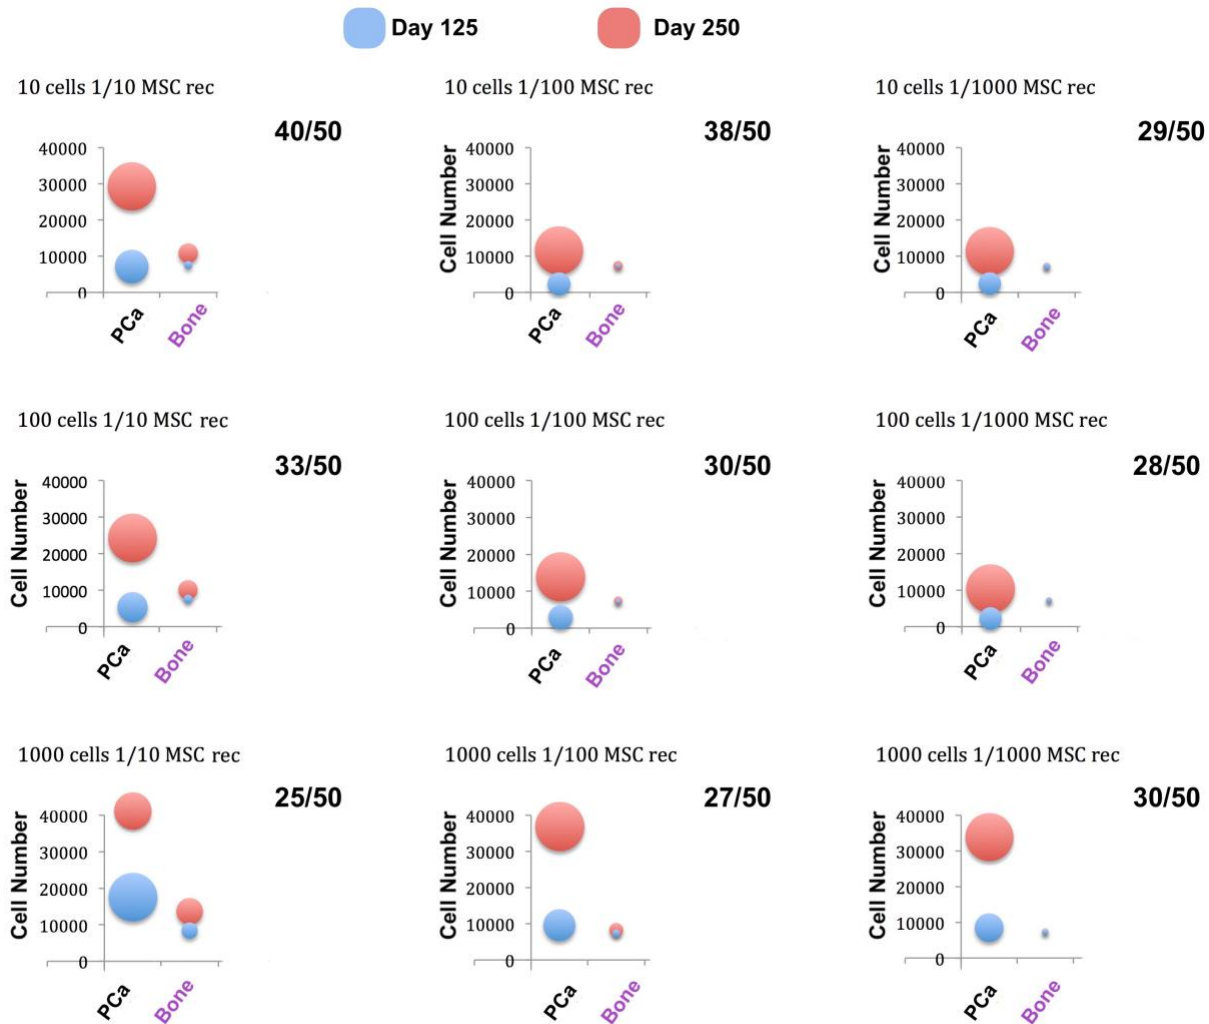 Day 125 Day 250
10 cells 1/10 MSC rec 10 cells 1/100 MSC rec 10 cells 1/1000 MSC rec
40/50 38/50 29/50
40000
30000
20000
10000
0
PCa Bone
Cell Number
40000
30000
20000
10000
0
PCa Bone
Cell Number
40000
30000
20000
10000
0
PCa Bone
100 cells 1/10 MSC rec 100 cells 1/100 MSC rec 100 cells 1/1000 MSC rec
33/50 30/50 28/50
Cell Number
40000
30000
20000
10000
0
PCa Bone
Cell Number
40000
30000
20000
10000
0
PCa Bone
Cell Number
40000
30000
20000
10000
0
PCa Bone
1000 cells 1/10 MSC rec 1000 cells 1/100 MSC rec 1000 cells 1/1000 MSC rec
25/50 27/50 30/50
Cell Number
40000
30000
20000
10000
0
PCa Bone
Cell Number
40000
30000
20000
10000
0
PCa Bone
Cell Number
40000
30000
20000
10000
0
PCa Bone